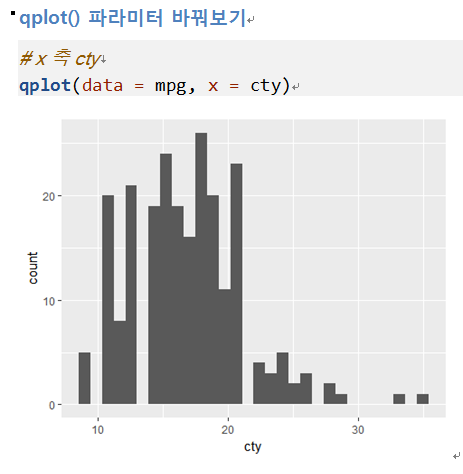 ▪ qplot() 파라미터 바꿔보기↵
# x 축 cty↵
qplot(data = mpg, x = cty)↵
20
10
0
count
10 20 30
cty
↵